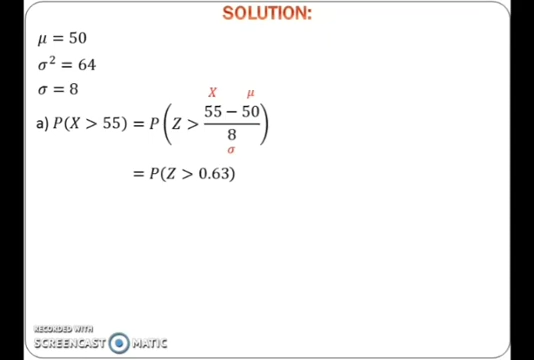 SOLUTION:
μ = 50
σ² = 64
σ = 8
X μ
a) P(X > 55) = P(Z > (55 − 50)/8)
σ
= P(Z > 0.63)
RECORDED WITH
SCREENCAST MATIC